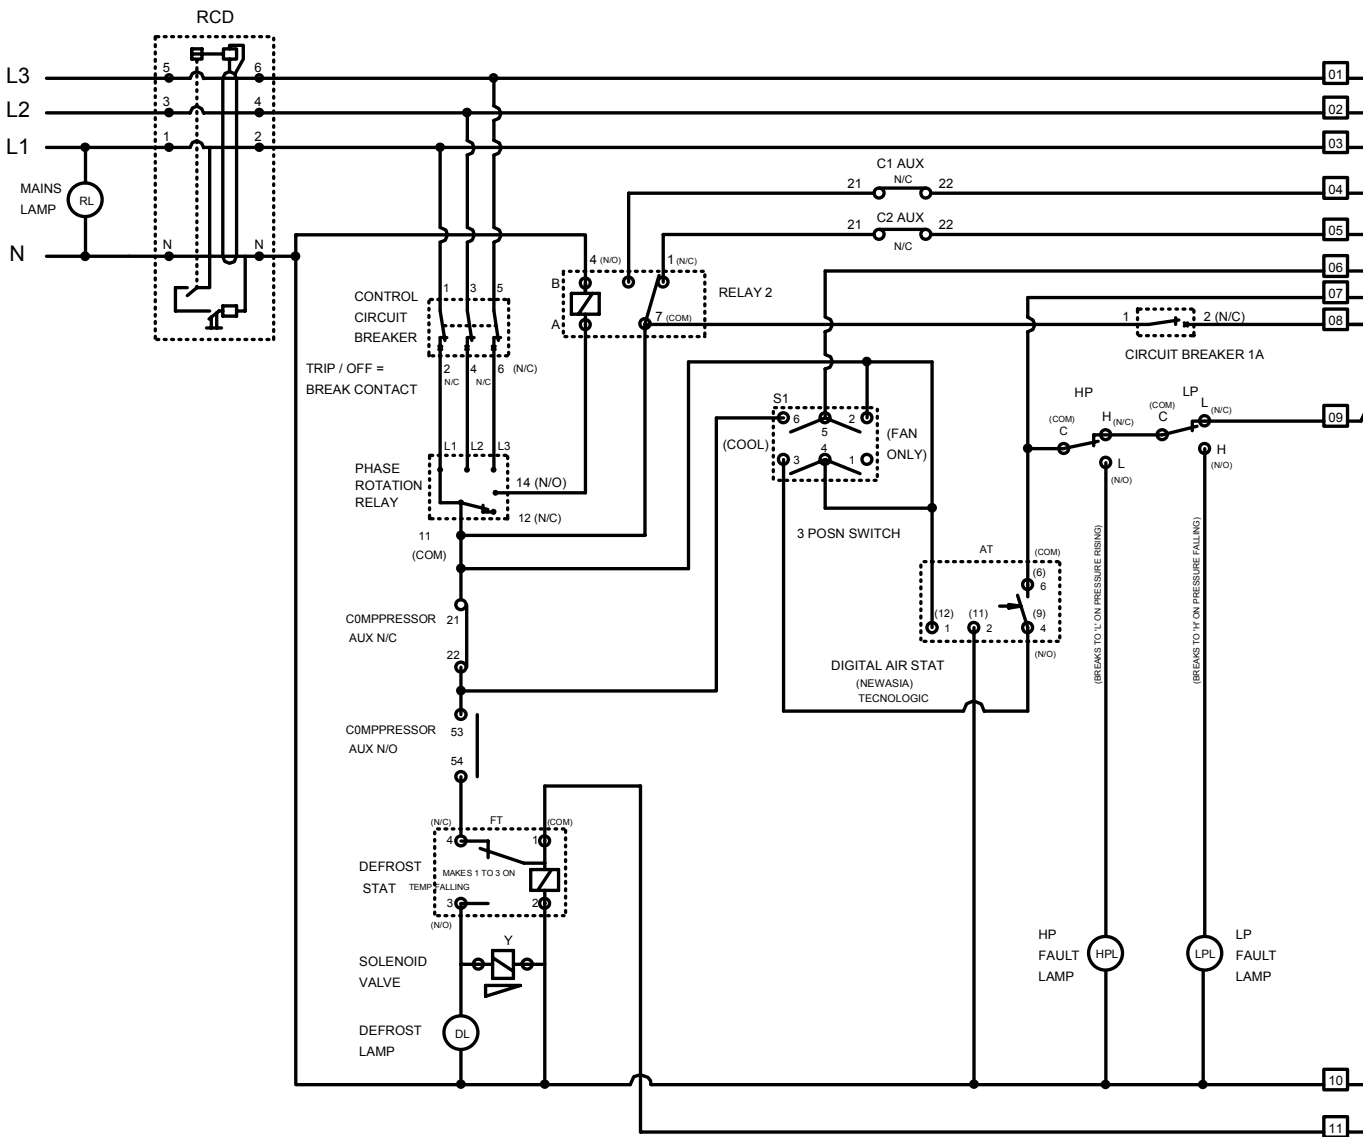 RCD
L3
5
6
01
L2
3
4
02
L1
1
2
03
MAINS
LAMP
RL
C1 AUX
21
N/C
22
04
C2 AUX
21
N/C
22
05
N
N
N
4 (N/O)
1 (N/C)
06
B
RELAY 2
07
A
7 (COM)
1
2 (N/C)
08
CIRCUIT BREAKER 1A
CONTROL
CIRCUIT
BREAKER
1
3
5
TRIP / OFF =
BREAK CONTACT
2
4
6
(N/C)
N/C
N/C
HP
LP
(COM)
C
H
(N/C)
(COM)
C
L
(N/C)
09
L
(N/O)
H
(N/O)
S1
6
5
2
(COOL)
(FAN
ONLY)
3
4
1
3 POSN SWITCH
L1
L2
L3
PHASE
ROTATION
RELAY
14 (N/O)
12 (N/C)
11
(COM)
AT
(COM)
(6)
6
(12)
1
(11)
2
(9)
4
(N/O)
DIGITAL AIR STAT
(NEWASIA)
TECNOLOGIC
(BREAKS TO 'L' ON PRESSURE RISING)
(BREAKS TO 'H' ON PRESSURE FALLING)
C0MPPRESSOR
AUX N/C
21
22
C0MPPRESSOR
AUX N/O
53
54
(N/C)
FT
(COM)
4
1
DEFROST
STAT
MAKES 1 TO 3 ON
TEMP FALLING
3
2
(N/O)
SOLENOID
VALVE
Y
DEFROST
LAMP
DL
HP
FAULT
LAMP
HPL
LPL
LP
FAULT
LAMP
10
11